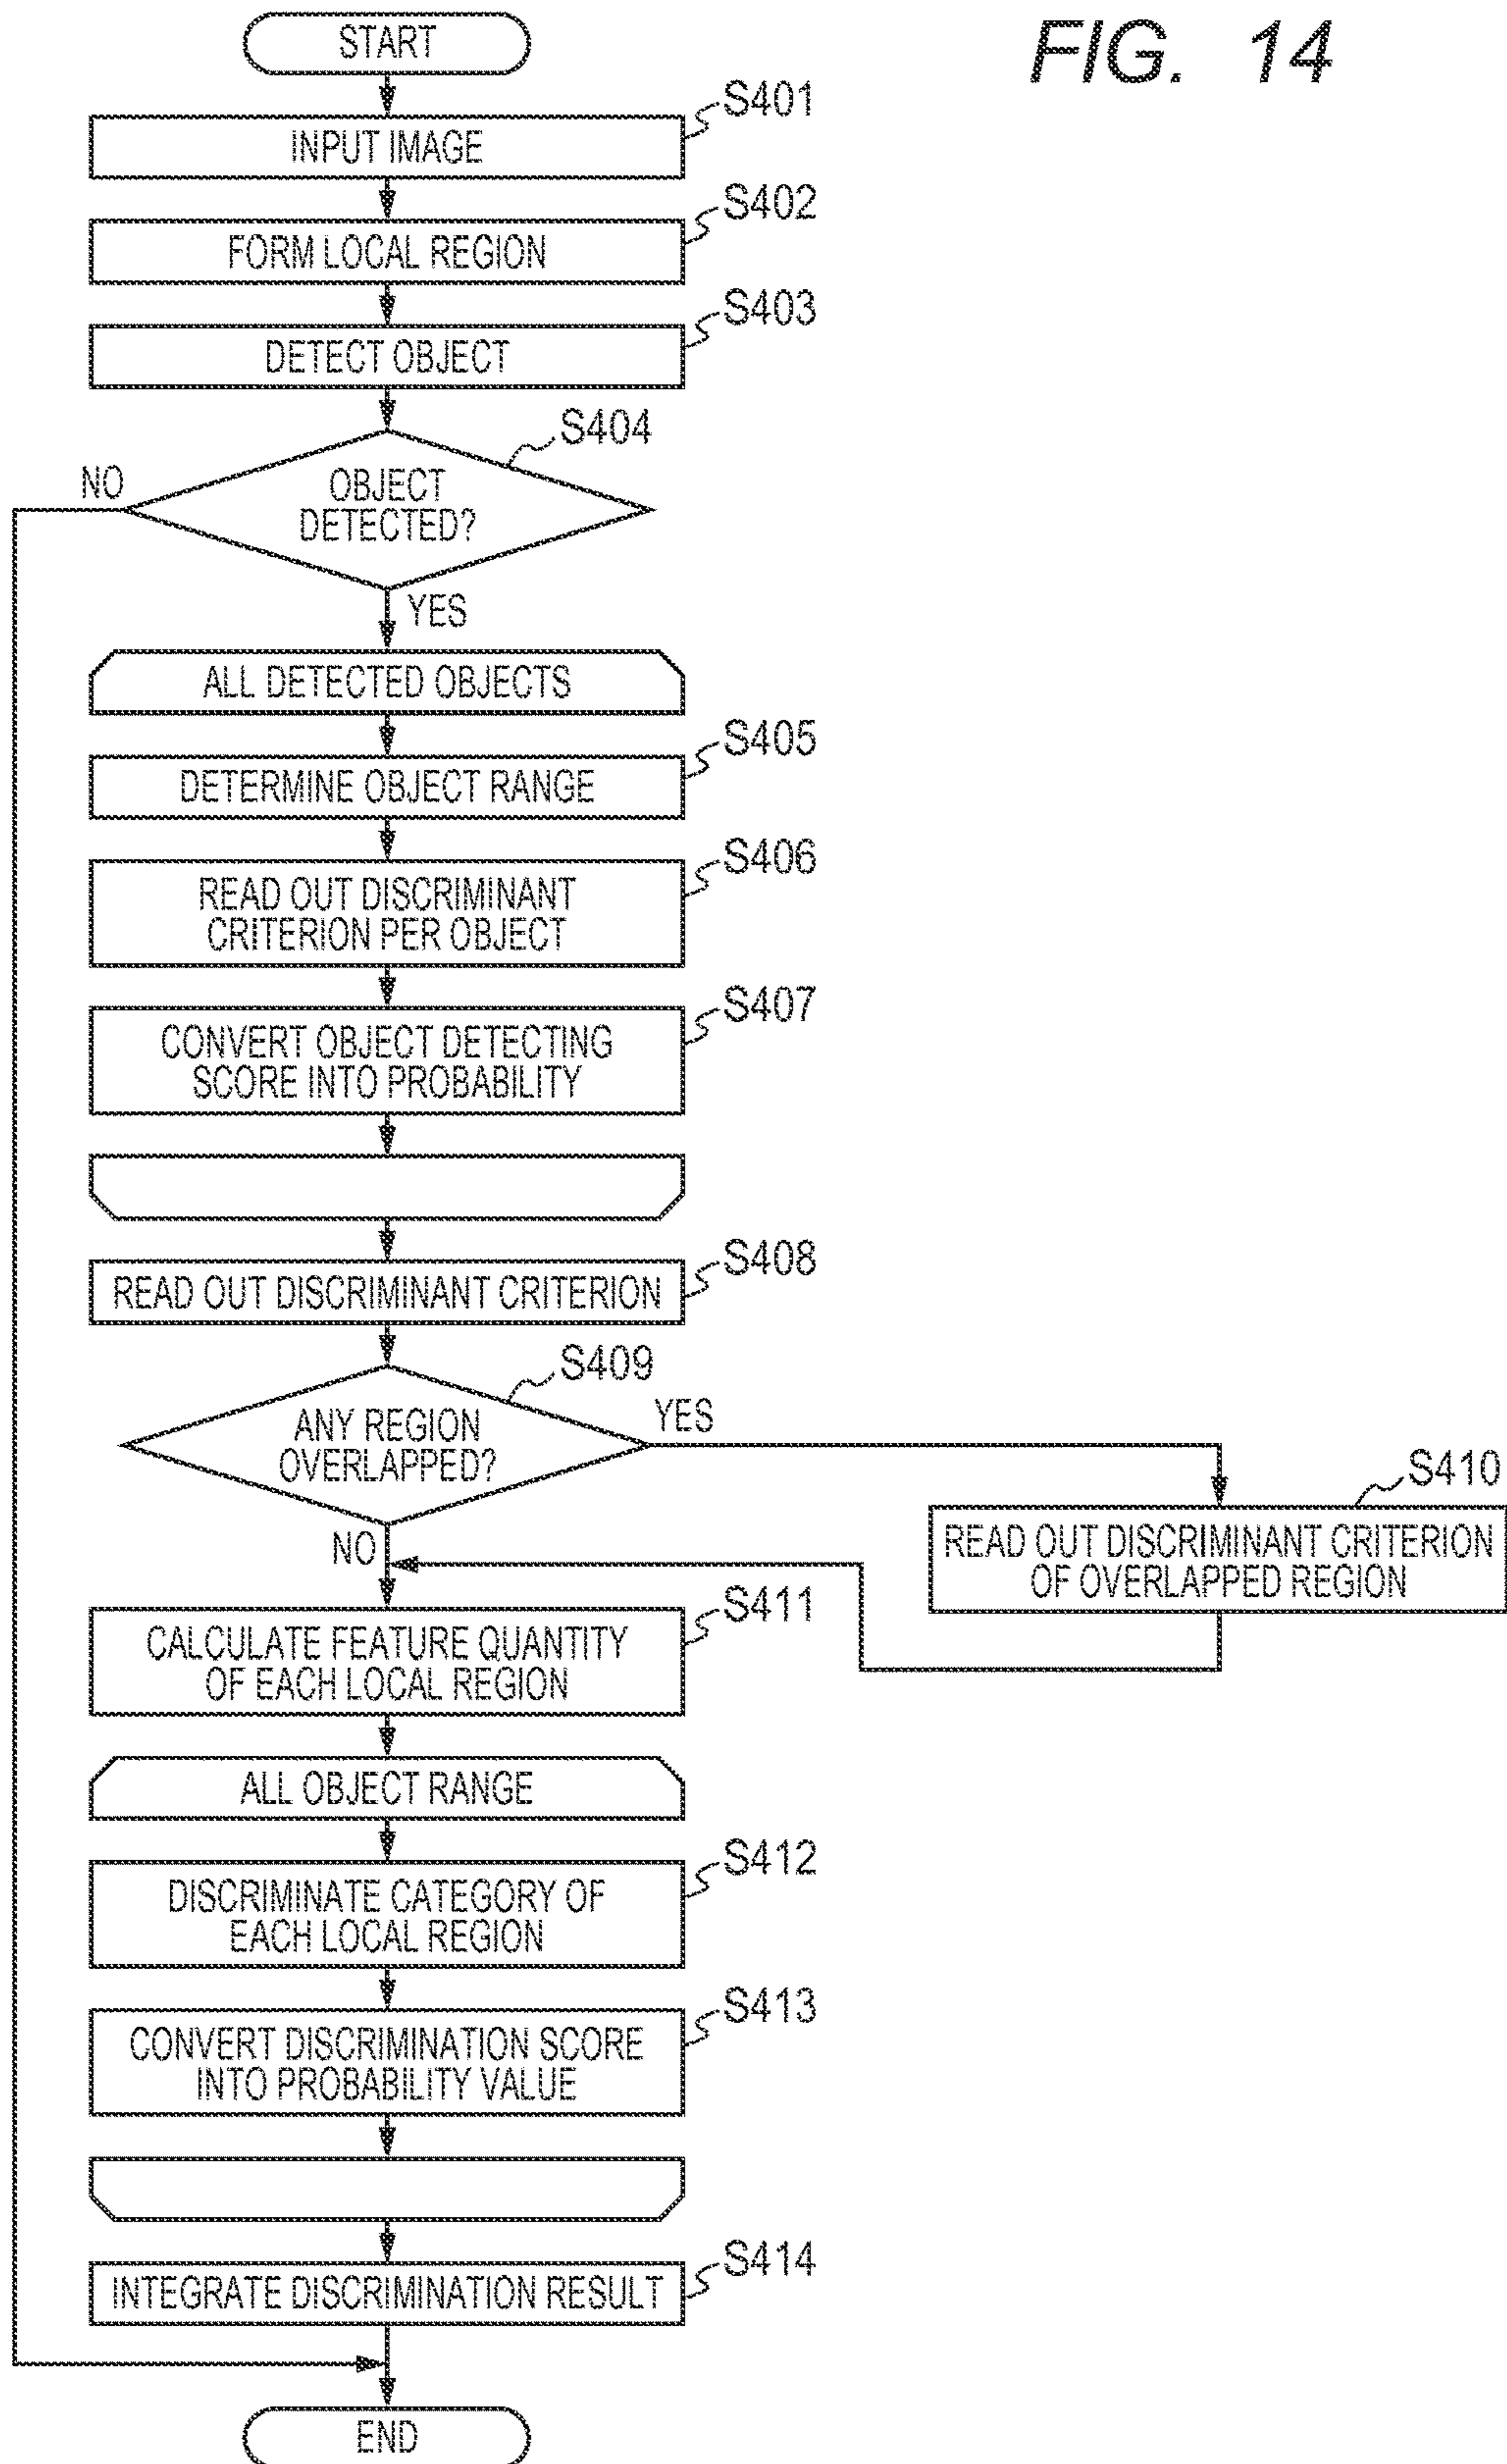 FIG. 14
START
S401
INPUT IMAGE
S402
FORM LOCAL REGION
S403
DETECT OBJECT
S404
NO
OBJECT
DETECTED?
YES
ALL DETECTED OBJECTS
S405
DETERMINE OBJECT RANGE
S406
READ OUT DISCRIMINANT
CRITERION PER OBJECT
S407
CONVERT OBJECT DETECTING
SCORE INTO PROBABILITY
S408
READ OUT DISCRIMINANT CRITERION
S409
ANY REGION
OVERLAPPED?
YES
S410
READ OUT DISCRIMINANT CRITERION
OF OVERLAPPED REGION
NO
S411
CALCULATE FEATURE QUANTITY
OF EACH LOCAL REGION
ALL OBJECT RANGE
S412
DISCRIMINATE CATEGORY OF
EACH LOCAL REGION
S413
CONVERT DISCRIMINATION SCORE
INTO PROBABILITY VALUE
S414
INTEGRATE DISCRIMINATION RESULT
END